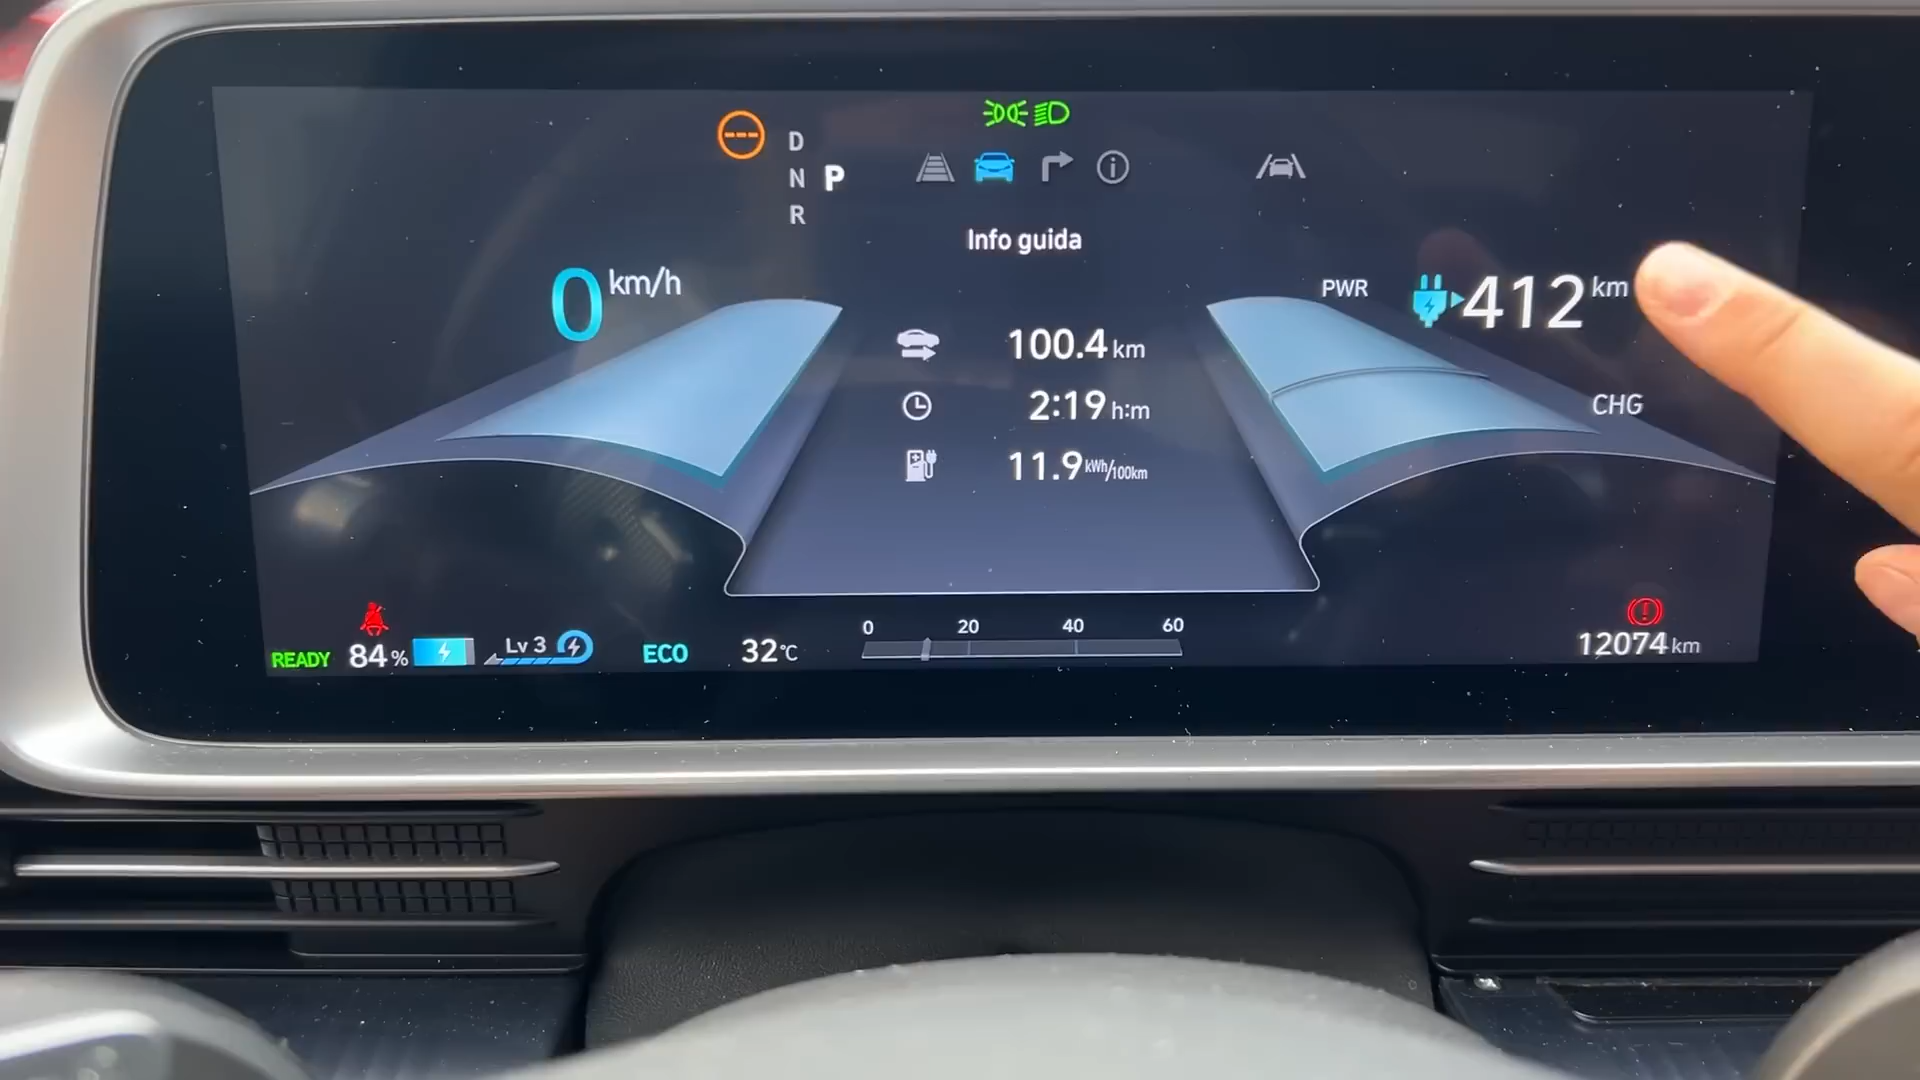 D
N P
R
Info guida
0 km/h
PWR
412 km
100.4 km
CHG
2:19 h:m
11.9 kWh/100km
0 20 40 60
READY 84% Lv 3 ECO 32°C
12074 km